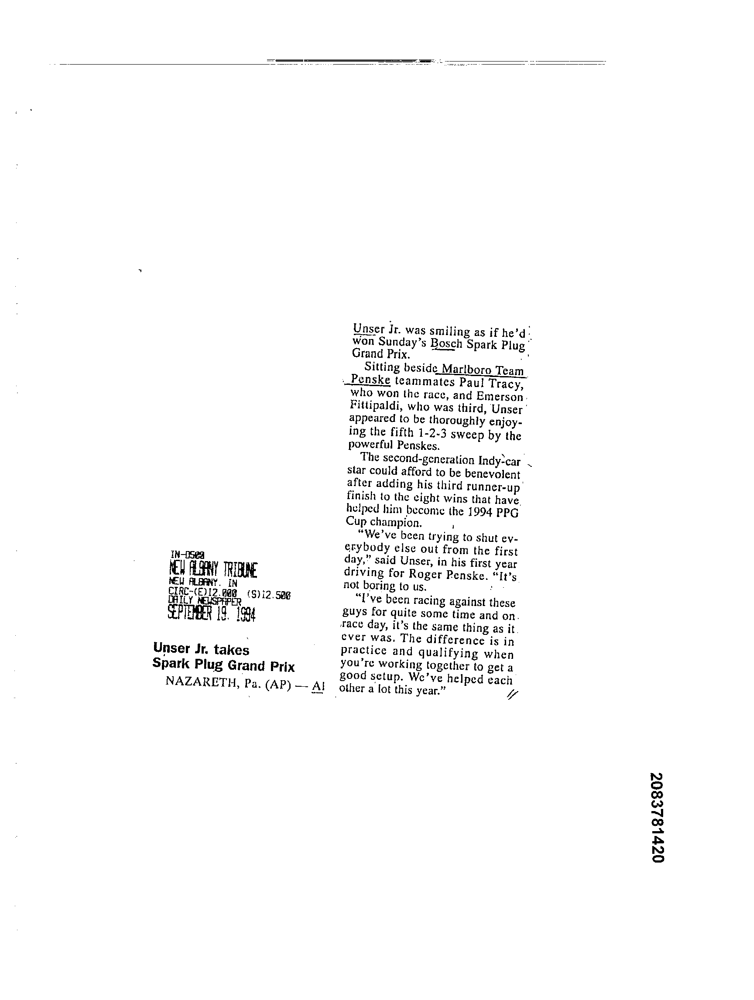 IN-D500
NEW ALBANY TRIBUNE
NEW ALBANY, IN
CIRC-(E)12.000 (S)12.500
DAILY NEWSPAPER
SEPTEMBER 19. 1994
Unser Jr. takes
Spark Plug Grand Prix
NAZARETH, Pa. (AP) — Al
Unser Jr. was smiling as if he'd
won Sunday's Bosch Spark Plug
Grand Prix.
Sitting beside Marlboro Team
Penske teammates Paul Tracy,
who won the race, and Emerson
Fittipaldi, who was third, Unser
appeared to be thoroughly enjoy-
ing the fifth 1-2-3 sweep by the
powerful Penskes.
The second-generation Indy-car
star could afford to be benevolent
after adding his third runner-up
finish to the eight wins that have
helped him become the 1994 PPG
Cup champion.
"We've been trying to shut ev-
erybody else out from the first
day," said Unser, in his first year
driving for Roger Penske. "It's
not boring to us.
"I've been racing against these
guys for quite some time and on
race day, it's the same thing as it
ever was. The difference is in
practice and qualifying when
you're working together to get a
good setup. We've helped each
other a lot this year."
2083781420